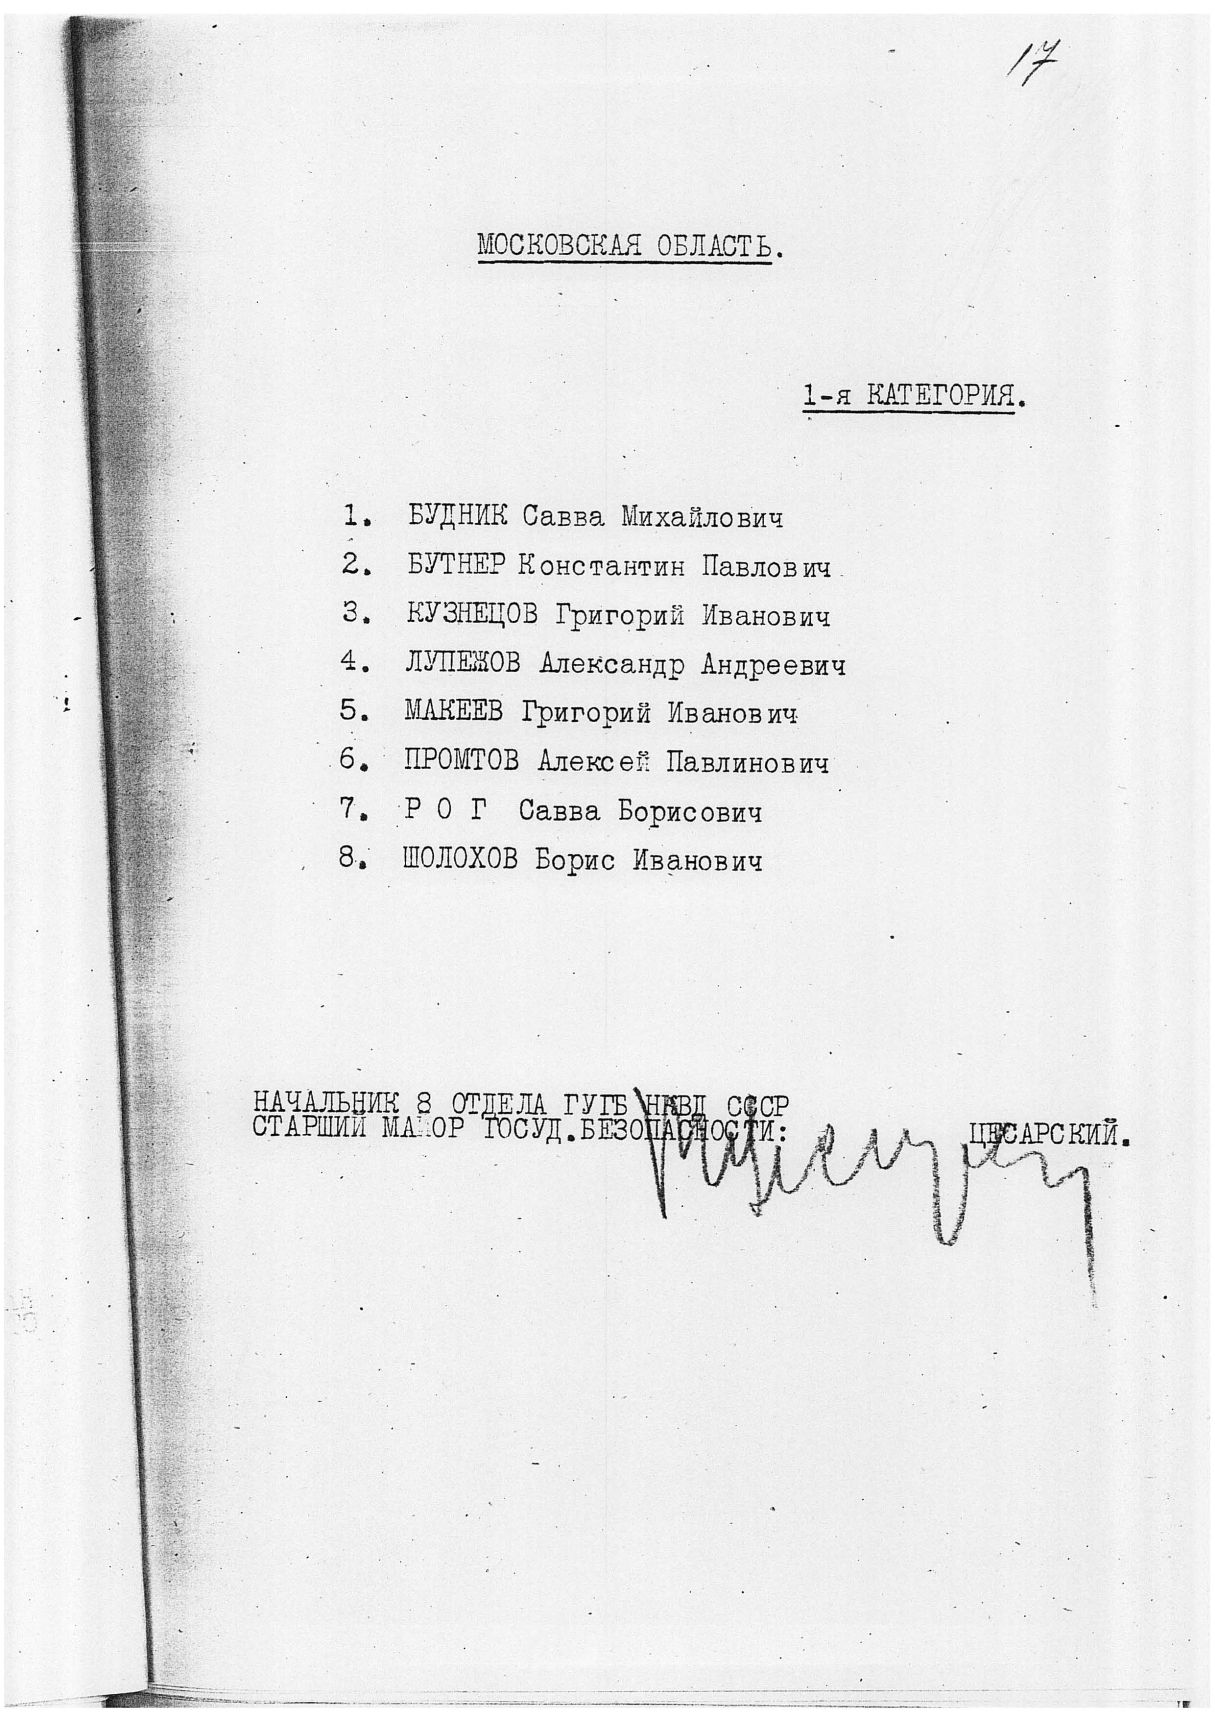 17
МОСКОВСКАЯ ОБЛАСТЬ.
1-я КАТЕГОРИЯ.
1. БУДНИК Савва Михайлович
2. БУТНЕР Константин Павлович
3. КУЗНЕЦОВ Григорий Иванович
4. ЛУПЕЖОВ Александр Андреевич
5. МАКЕЕВ Григорий Иванович
6. ПРОМТОВ Алексей Павлинович
7. Р О Г Савва Борисович
8. ШОЛОХОВ Борис Иванович
НАЧАЛЬНИК 8 ОТДЕЛА ГУГБ НКВД СССР
СТАРШИЙ МАЙОР ГОСУД.БЕЗОПАСНОСТИ: ЦЕСАРСКИЙ.